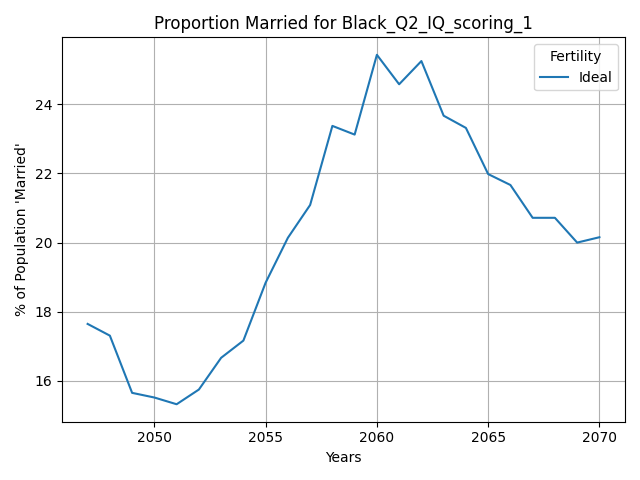 Proportion Married for Black_Q2_IQ_scoring_1
Fertility
Ideal
% of Population 'Married'
24
22
20
18
16
2050 2055 2060 2065 2070
Years